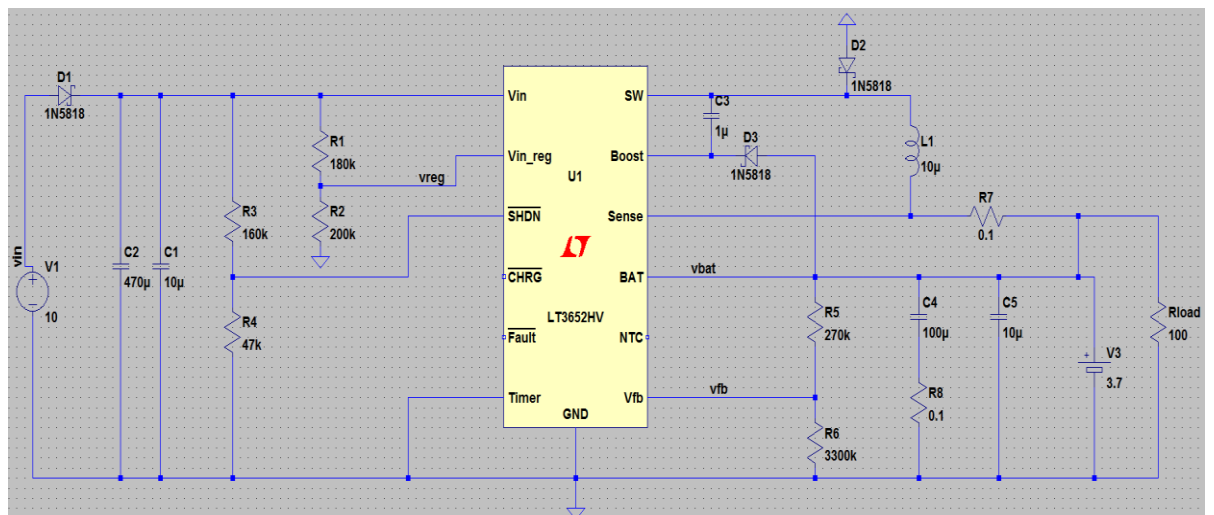 D1
1N5818
vin
V1
10
C2
470µ
C1
10µ
R3
160k
R4
47k
R1
180k
R2
200k
vreg
Vin
Vin_reg
SHDN
CHRG
Fault
Timer
U1
LT3652HV
GND
SW
Boost
Sense
BAT
NTC
Vfb
C3
1µ
D3
1N5818
D2
1N5818
L1
10µ
R7
0.1
vbat
R5
270k
vfb
R6
3300k
C4
100µ
R8
0.1
C5
10µ
V3
3.7
Rload
100